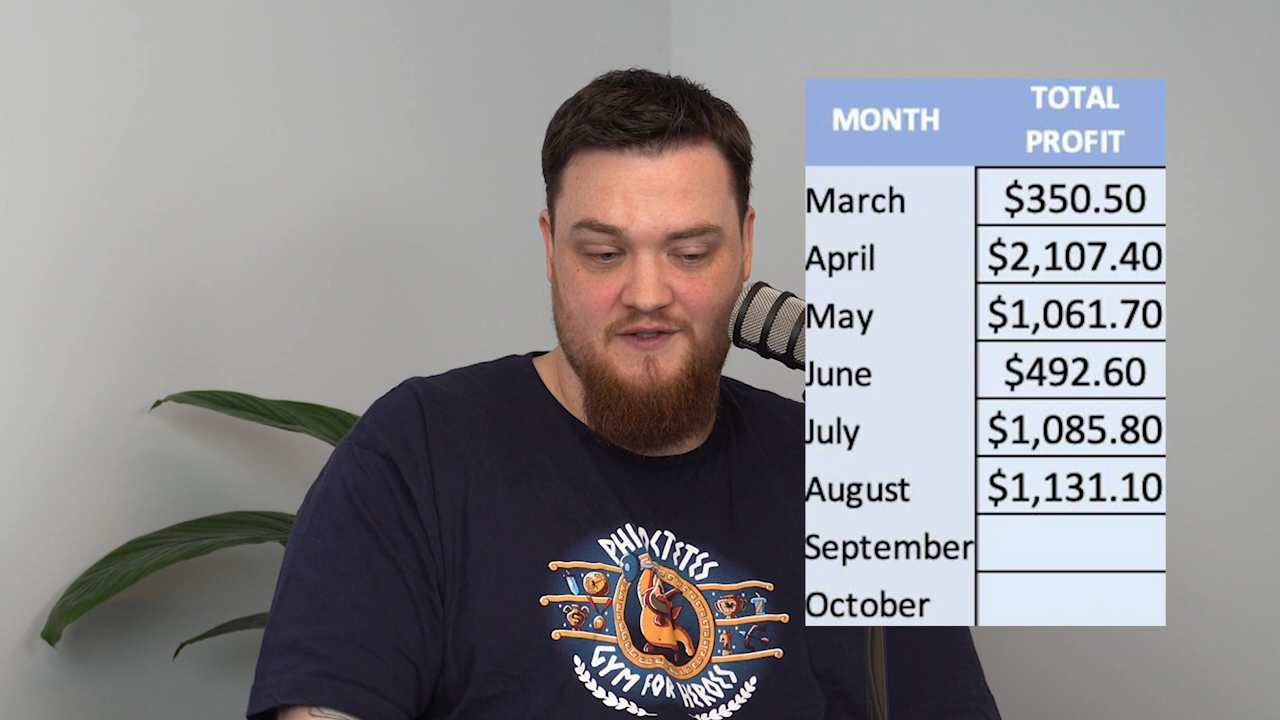 PHILOCTETES
GYM FOR HEROES
MONTH TOTAL PROFIT
March $350.50
April $2,107.40
May $1,061.70
June $492.60
July $1,085.80
August $1,131.10
September
October